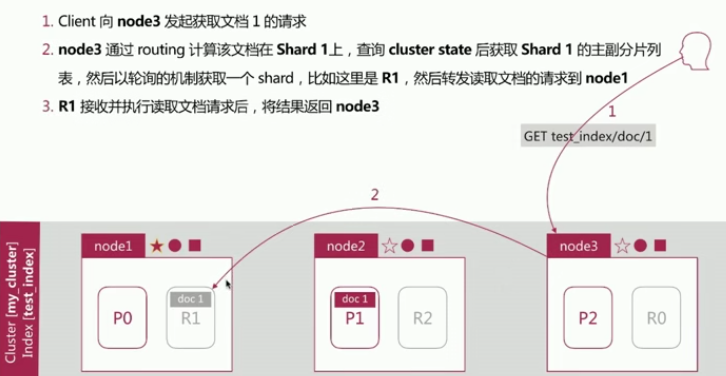 1. Client 向 node3 发起获取文档 1 的请求
2. node3 通过 routing 计算该文档在 Shard 1上，查询 cluster state 后获取 Shard 1 的主副分片列
表，然后以轮询的机制获取一个 shard，比如这里是 R1，然后转发读取文档的请求到 node1
3. R1 接收并执行读取文档请求后，将结果返回 node3
1
GET test_index/doc/1
2
Cluster [my_cluster]
Index [test_index]
node1
node2
node3
P0
doc 1
R1
doc 1
P1
R2
P2
R0